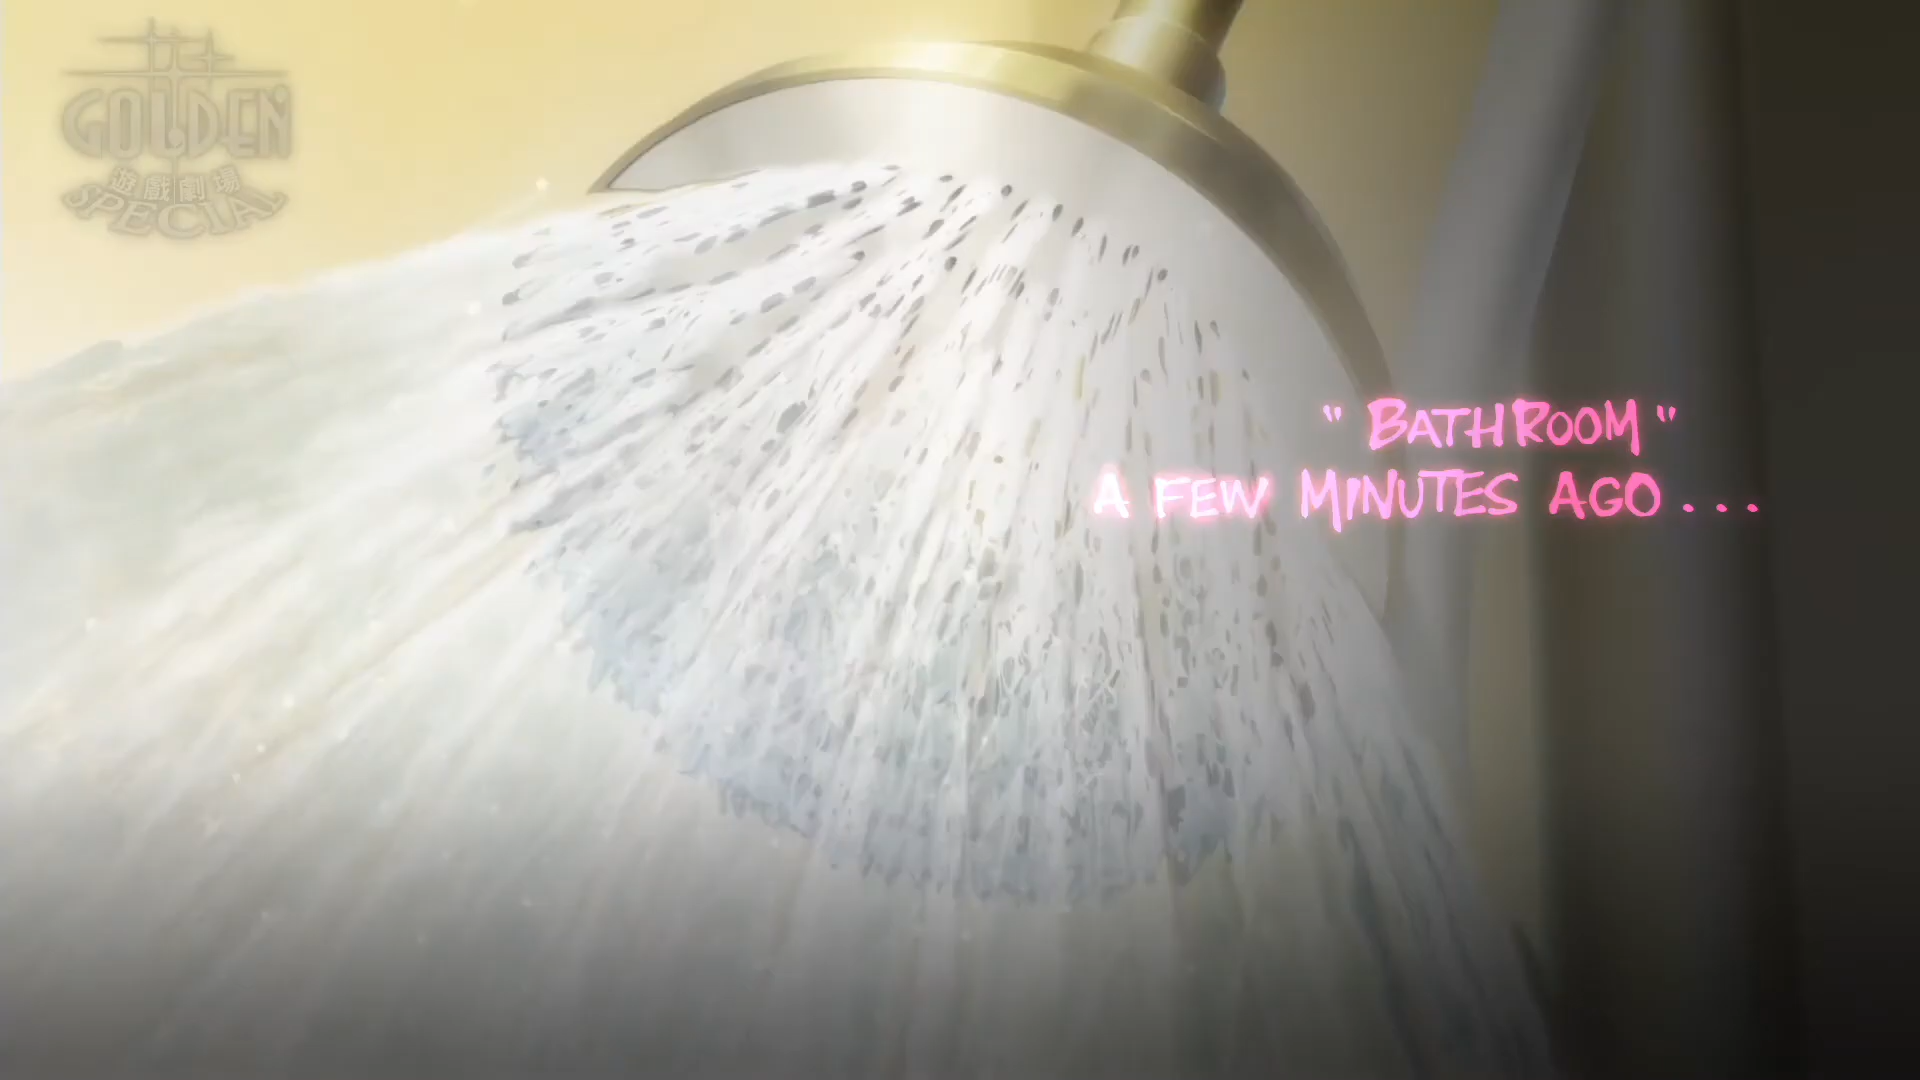 GOLDEN
遊戲劇場
SPECIAL
" BATHROOM "
A FEW MINUTES AGO . . .